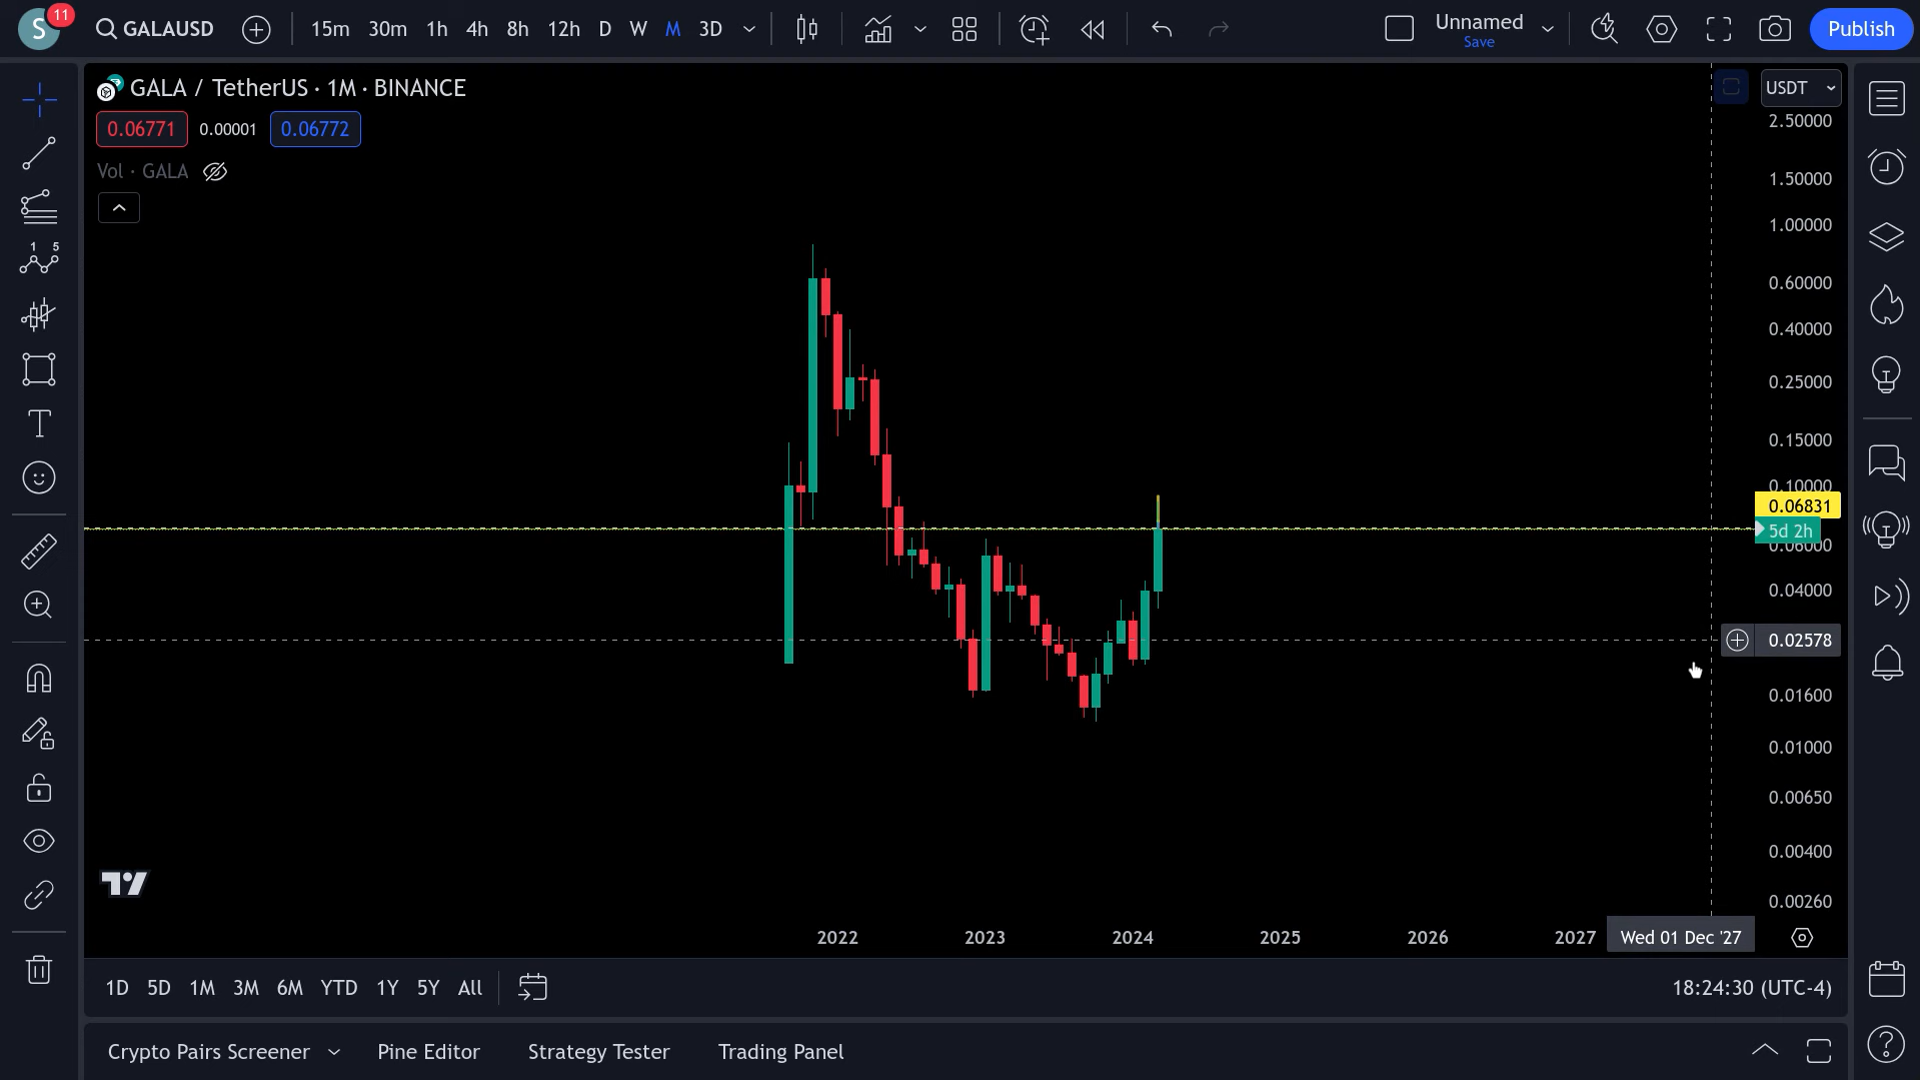 S 11 GALAUSD 15m 30m 1h 4h 8h 12h D W M 3D Unnamed Publish
Save
GALA / TetherUS · 1M · BINANCE USDT
0.06771 0.00001 0.06772 2.50000
Vol · GALA 1.50000
1.00000
1 5
0.60000
0.40000
0.25000
T
0.15000
0.10000
0.06831
5d 2h
0.06000
0.04000
0.02578
0.01600
0.01000
0.00650
0.00400
0.00260
2022 2023 2024 2025 2026 2027 Wed 01 Dec '27
1D 5D 1M 3M 6M YTD 1Y 5Y All 18:24:30 (UTC-4)
Crypto Pairs Screener Pine Editor Strategy Tester Trading Panel